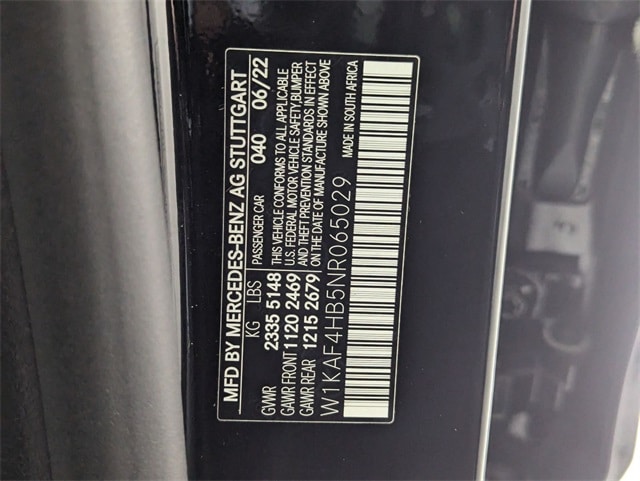 MFD BY MERCEDES-BENZ AG STUTTGART
KG LBS PASSENGER CAR 040 06/22
GVWR 2335 5148 THIS VEHICLE CONFORMS TO ALL APPLICABLE
GAWR FRONT 1120 2469 U.S. FEDERAL MOTOR VEHICLE SAFETY,BUMPER
GAWR REAR 1215 2679 AND THEFT PREVENTION STANDARDS IN EFFECT
ON THE DATE OF MANUFACTURE SHOWN ABOVE
W1KAF4HB5NR065029 MADE IN SOUTH AFRICA